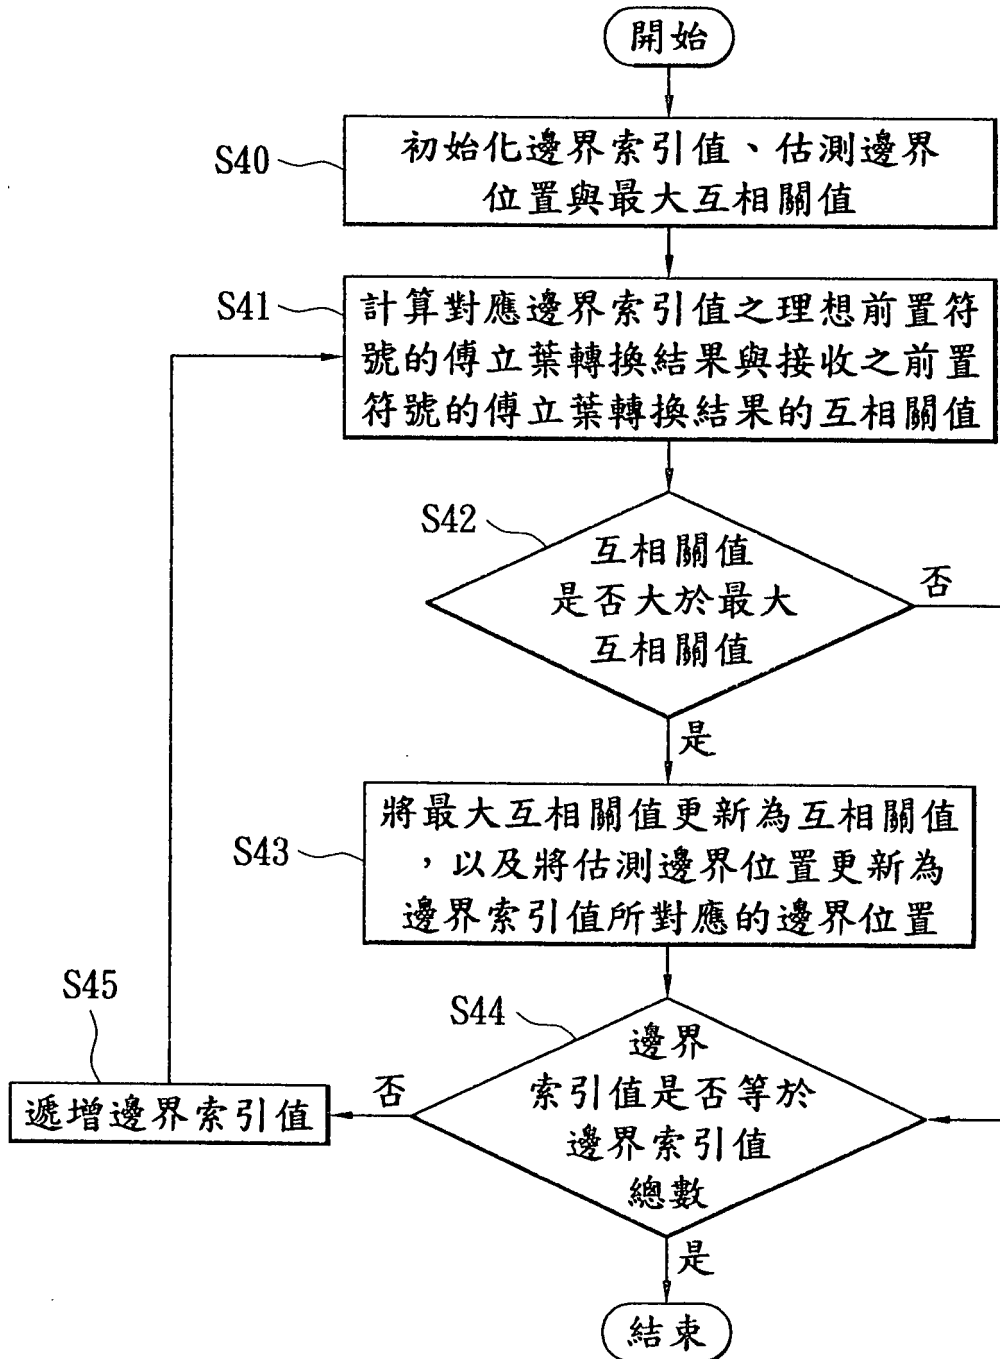 開始
S40
初始化邊界索引值、估測邊界
位置與最大互相關值
S41
計算對應邊界索引值之理想前置符
號的傅立葉轉換結果與接收之前置
符號的傅立葉轉換結果的互相關值
S42
互相關值
是否大於最大
互相關值
否
是
S43
將最大互相關值更新為互相關值
，以及將估測邊界位置更新為
邊界索引值所對應的邊界位置
S44
邊界
索引值是否等於
邊界索引值
總數
否
S45
遞增邊界索引值
是
結束